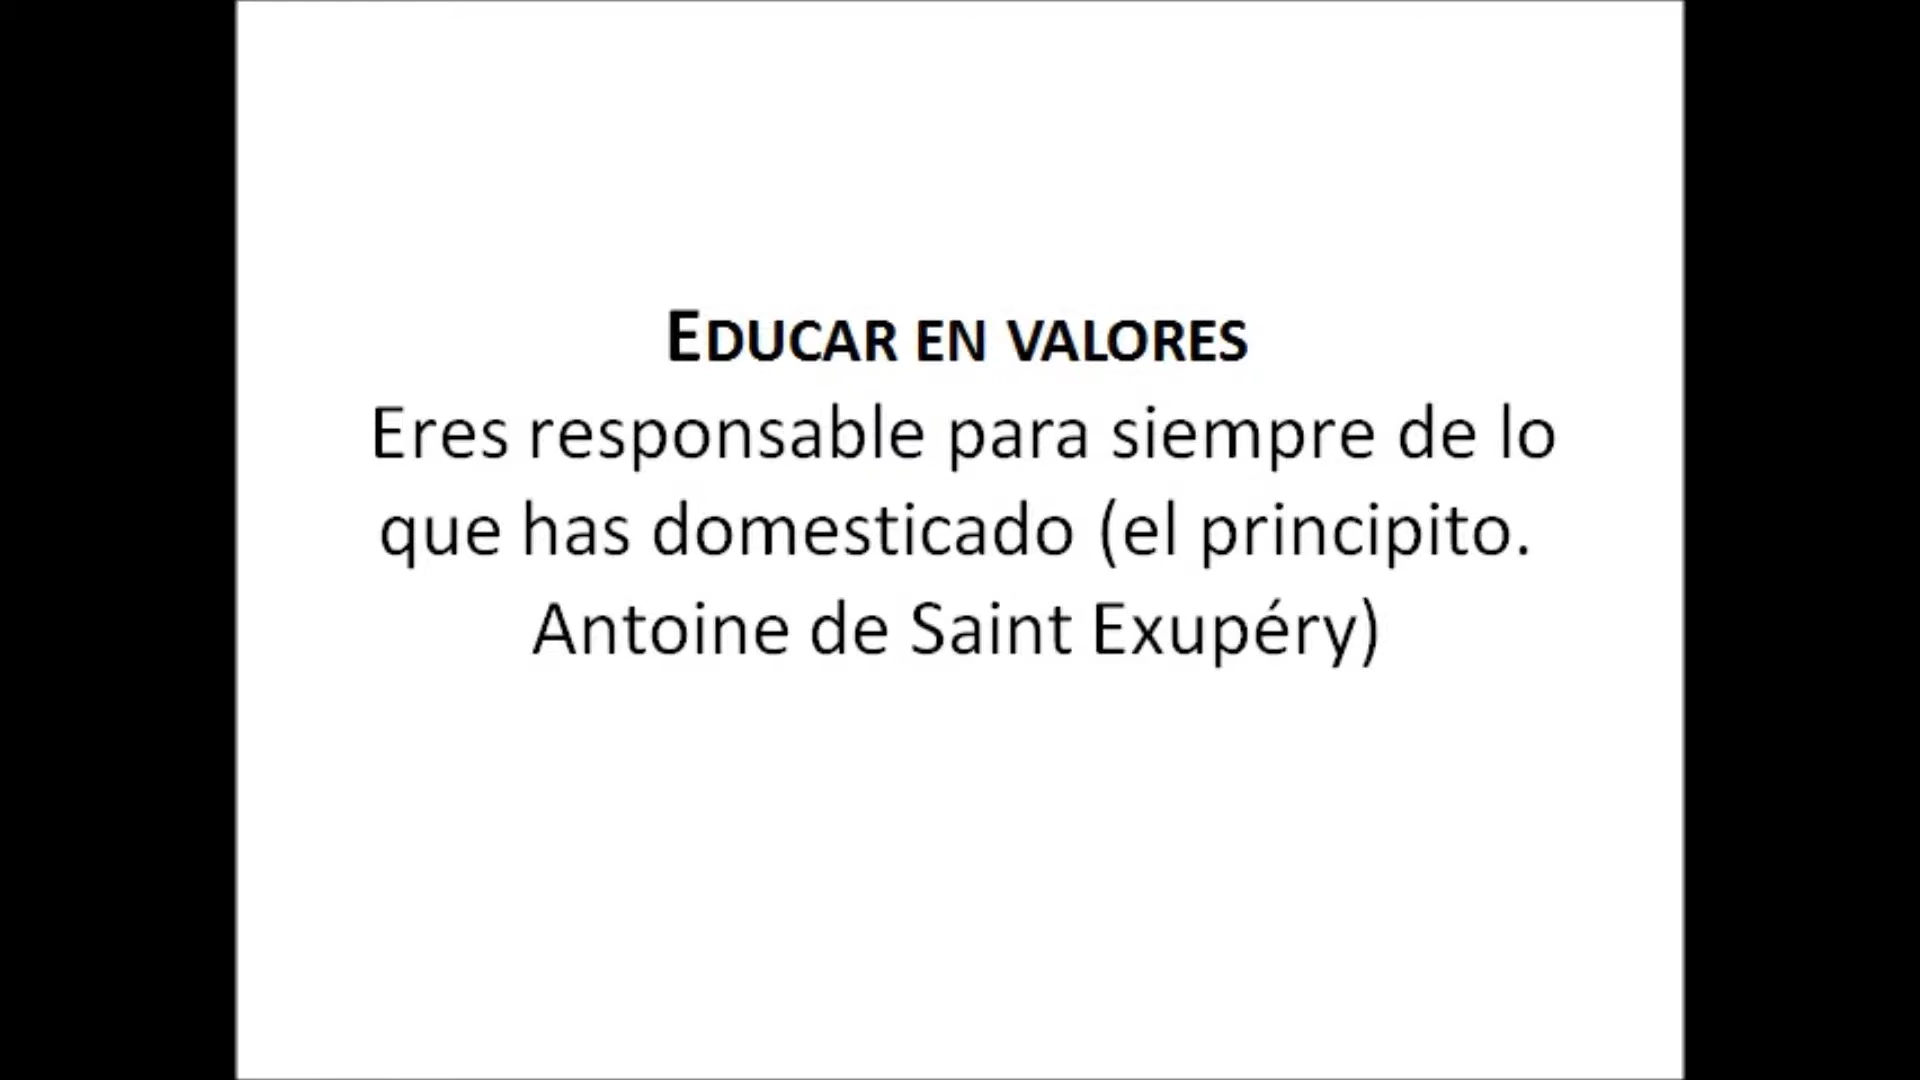 EDUCAR EN VALORES
Eres responsable para siempre de lo
que has domesticado (el principito.
Antoine de Saint Exupéry)